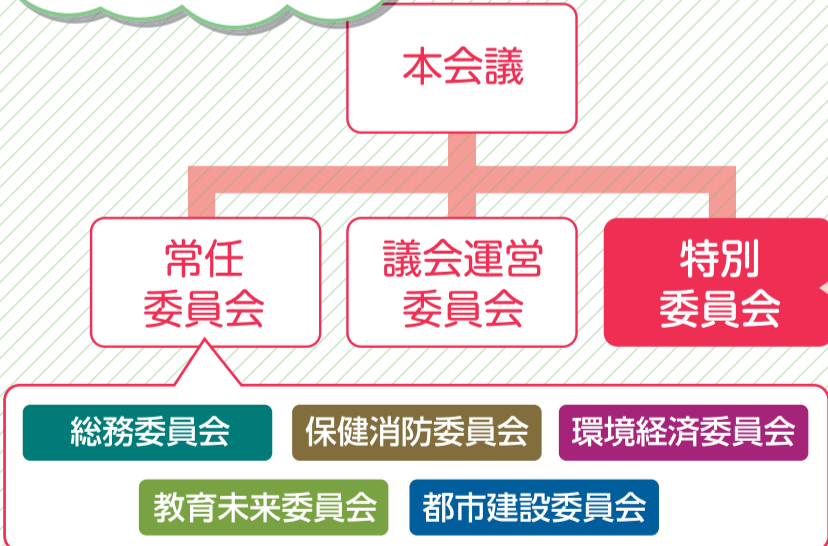 本会議
常任
委員会
議会運営
委員会
特別
委員会
総務委員会
保健消防委員会
環境経済委員会
教育未来委員会
都市建設委員会